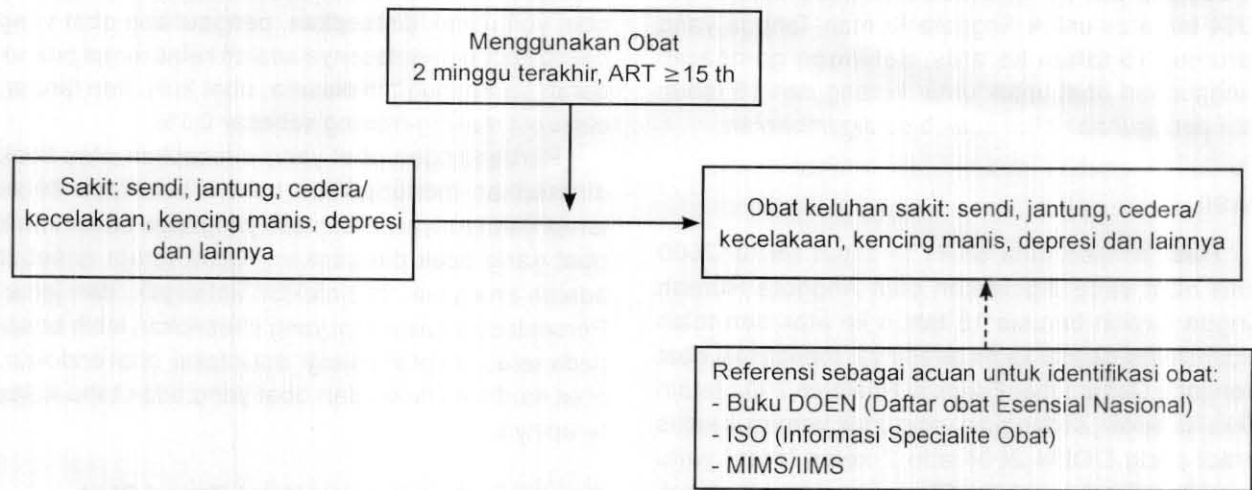 Menggunakan Obat
2 minggu terakhir, ART ≥ 15 th
Sakit: sendi, jantung, cedera/
kecelakaan, kencing manis, depresi
dan lainnya
Obat keluhan sakit: sendi, jantung, cedera/
kecelakaan, kencing manis, depresi dan lainnya
Referensi sebagai acuan untuk identifikasi obat:
- Buku DOEN (Daftar obat Esensial Nasional)
- ISO (Informasi Specialite Obat)
- MIMS/IIMS